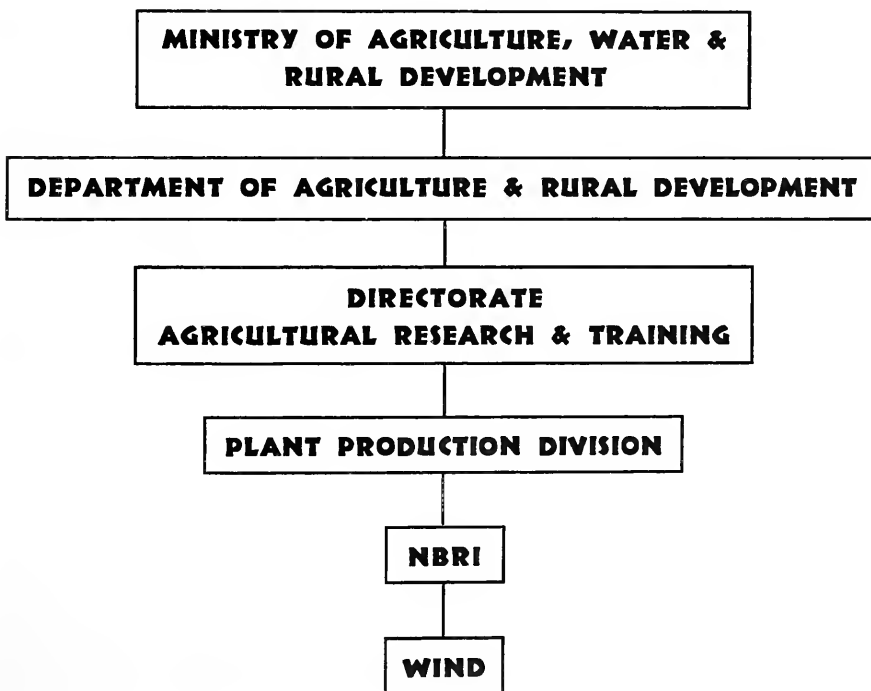 MINISTRY OF AGRICULTURE, WATER &
RURAL DEVELOPMENT
DEPARTMENT OF AGRICULTURE & RURAL DEVELOPMENT
DIRECTORATE
AGRICULTURAL RESEARCH & TRAINING
PLANT PRODUCTION DIVISION
NBRI
WIND